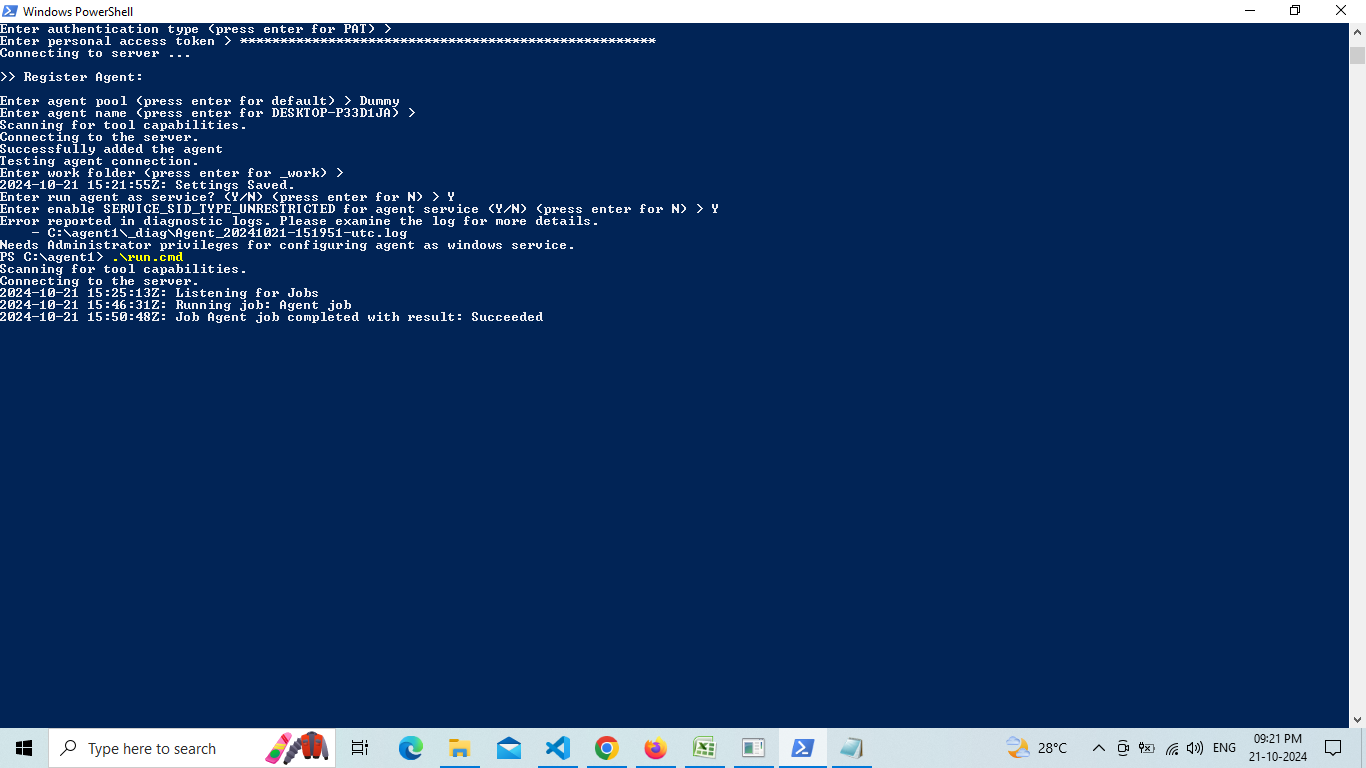 Windows PowerShell
Enter authentication type (press enter for PAT) >
Enter personal access token > ****************************************************
Connecting to server ...
>> Register Agent:
Enter agent pool (press enter for default) > Dummy
Enter agent name (press enter for DESKTOP-P33D1JA) >
Scanning for tool capabilities.
Connecting to the server.
Successfully added the agent
Testing agent connection.
Enter work folder (press enter for _work) >
2024-10-21 15:21:55Z: Settings Saved.
Enter run agent as service? (Y/N) (press enter for N) > Y
Enter enable SERVICE_SID_TYPE_UNRESTRICTED for agent service (Y/N) (press enter for N) > Y
Error reported in diagnostic logs. Please examine the log for more details.
    - C:\agent1\_diag\Agent_20241021-151951-utc.log
Needs Administrator privileges for configuring agent as windows service.
PS C:\agent1> .\run.cmd
Scanning for tool capabilities.
Connecting to the server.
2024-10-21 15:25:13Z: Listening for Jobs
2024-10-21 15:46:31Z: Running job: Agent job
2024-10-21 15:50:48Z: Job Agent job completed with result: Succeeded
Type here to search
28°C
ENG
09:21 PM
21-10-2024